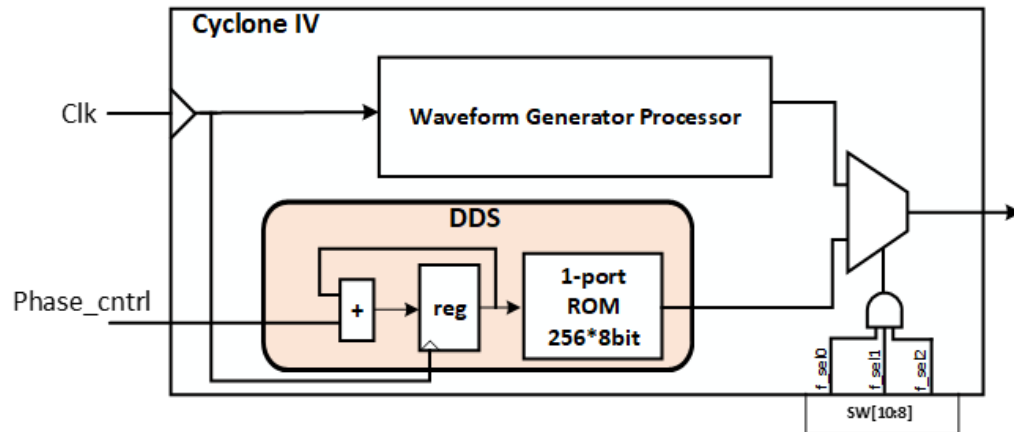 Cyclone IV
Clk
Waveform Generator Processor
DDS
Phase_cntrl
+
reg
1-port
ROM
256*8bit
f_sel0
f_sel1
f_sel2
SW[10:8]